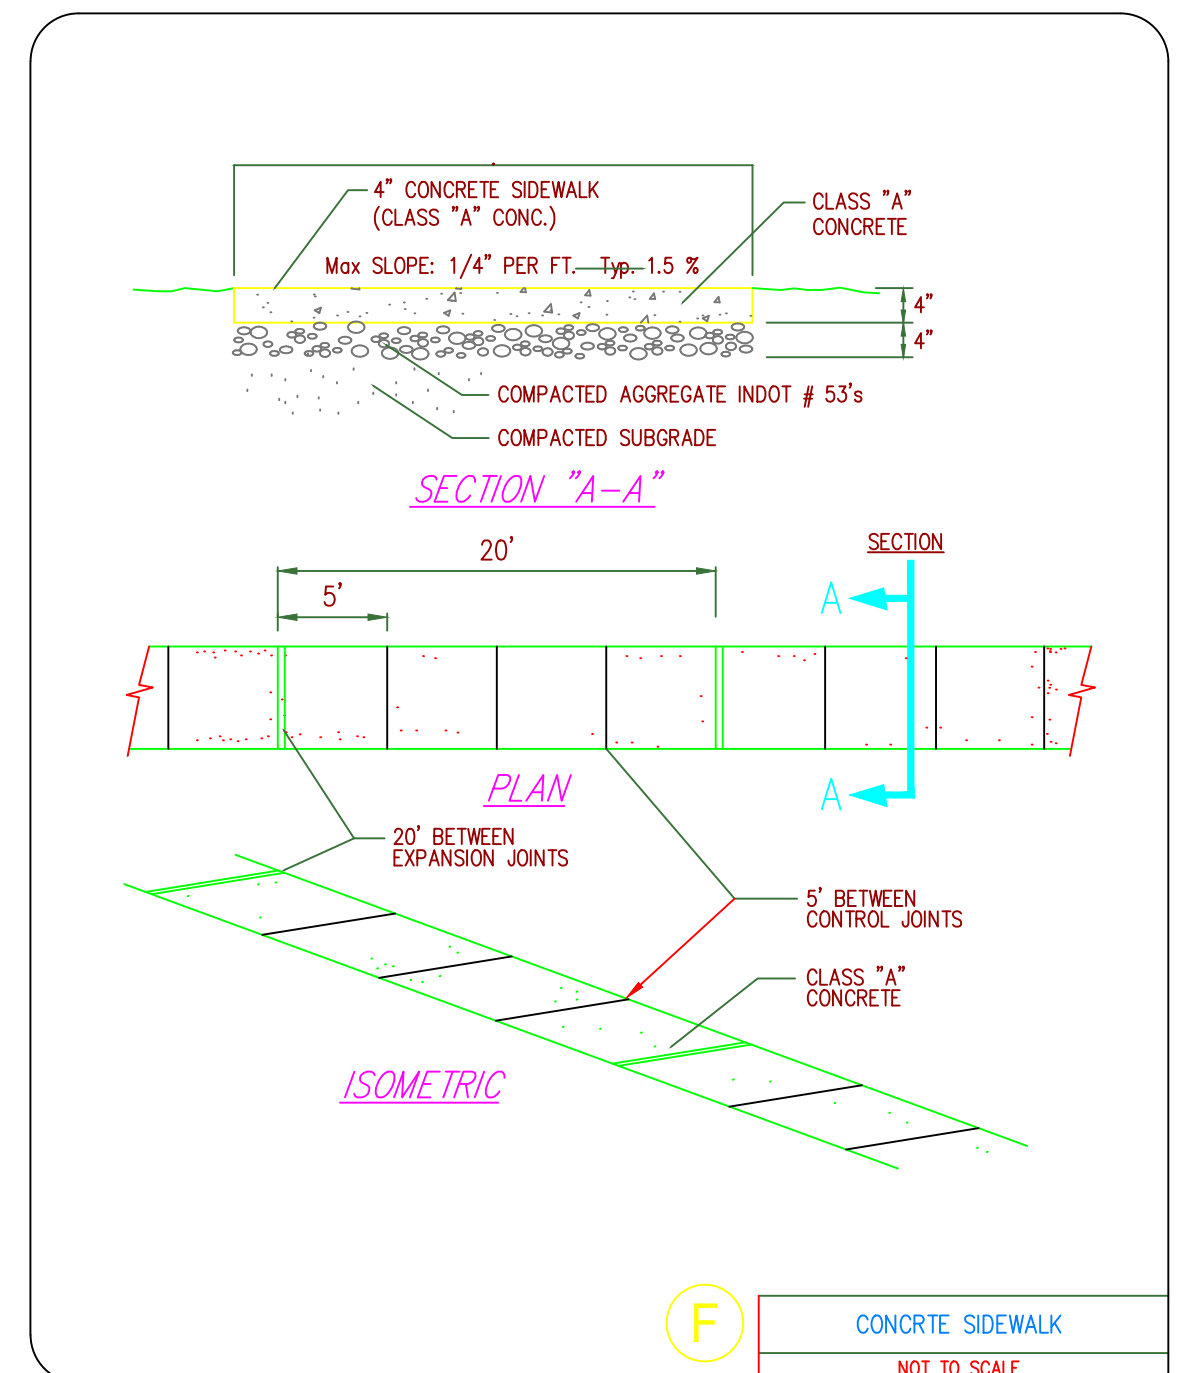 4" CONCRETE SIDEWALK
(CLASS "A" CONC.)
CLASS "A"
CONCRETE
Max SLOPE: 1/4" PER FT. Typ. 1.5 %
4"
4"
COMPACTED AGGREGATE INDOT # 53's
COMPACTED SUBGRADE
SECTION "A-A"
20'
SECTION
5'
A
A
PLAN
20' BETWEEN
EXPANSION JOINTS
5' BETWEEN
CONTROL JOINTS
CLASS "A"
CONCRETE
ISOMETRIC
F
CONCRTE SIDEWALK
NOT TO SCALE